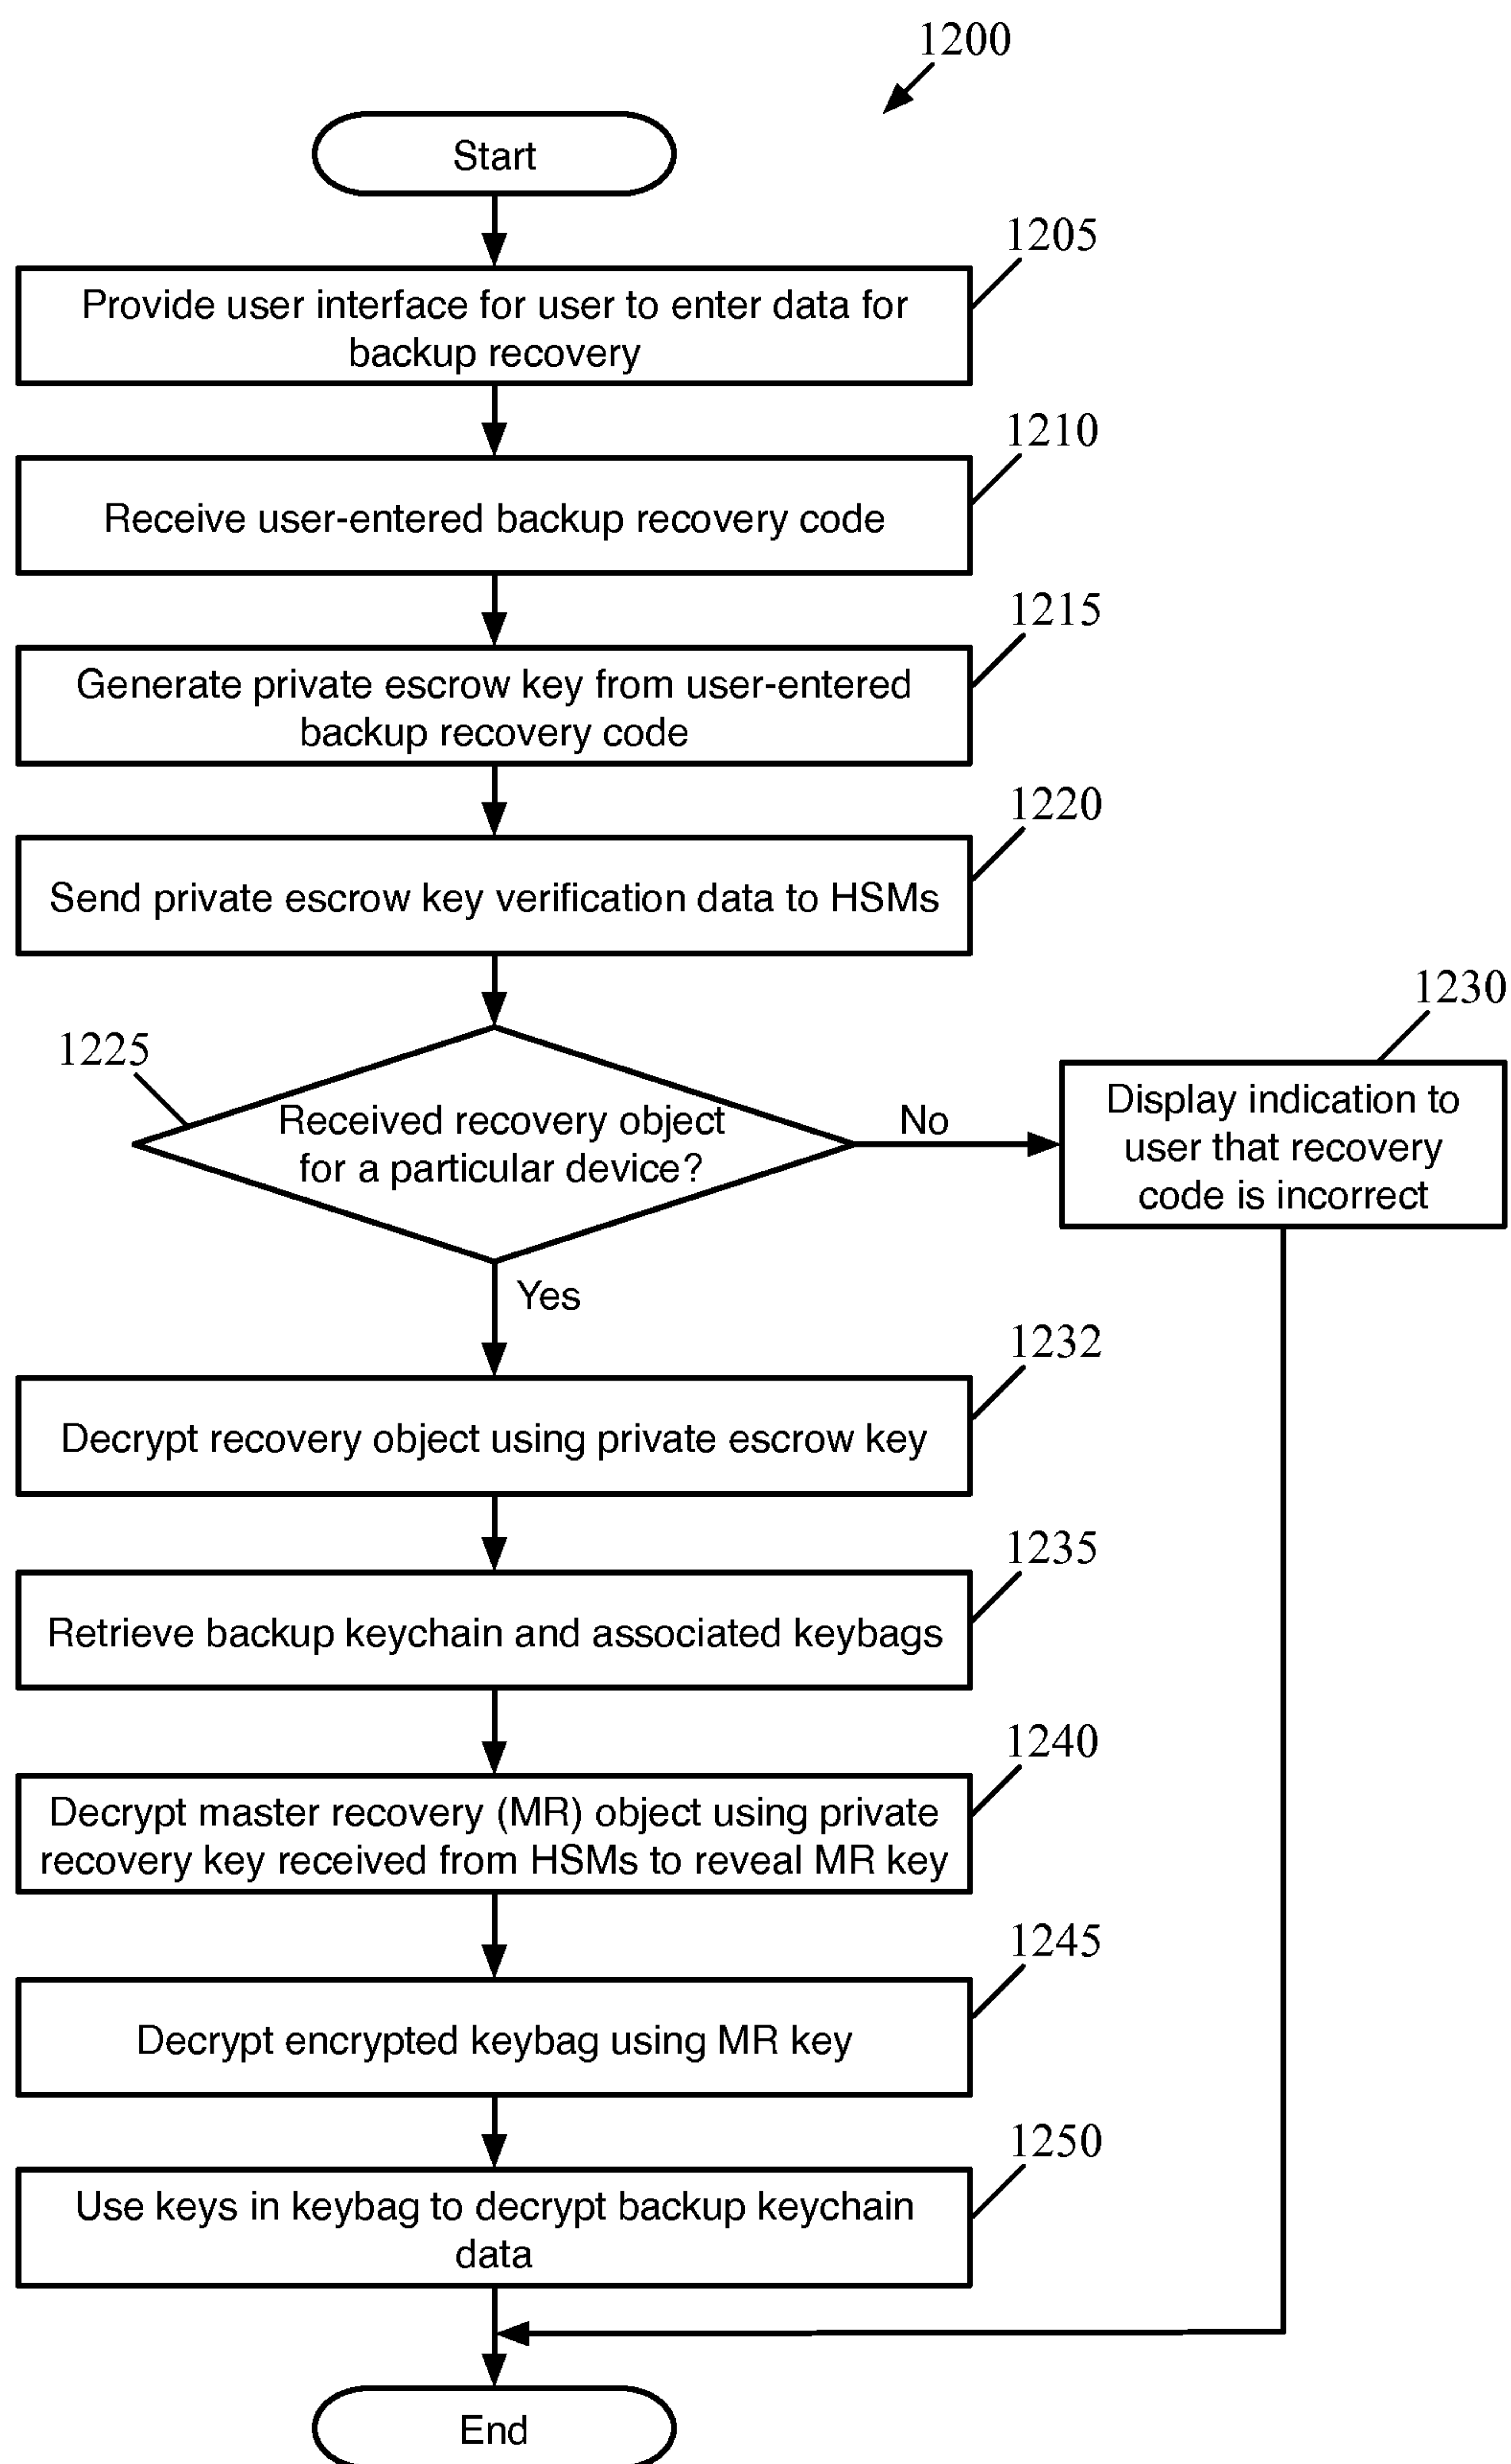 1200
Start
1205
Provide user interface for user to enter data for
backup recovery
1210
Receive user-entered backup recovery code
1215
Generate private escrow key from user-entered
backup recovery code
1220
Send private escrow key verification data to HSMs
1230
1225
Received recovery object
for a particular device?
No
Display indication to
user that recovery
code is incorrect
Yes
1232
Decrypt recovery object using private escrow key
1235
Retrieve backup keychain and associated keybags
1240
Decrypt master recovery (MR) object using private
recovery key received from HSMs to reveal MR key
1245
Decrypt encrypted keybag using MR key
1250
Use keys in keybag to decrypt backup keychain
data
End